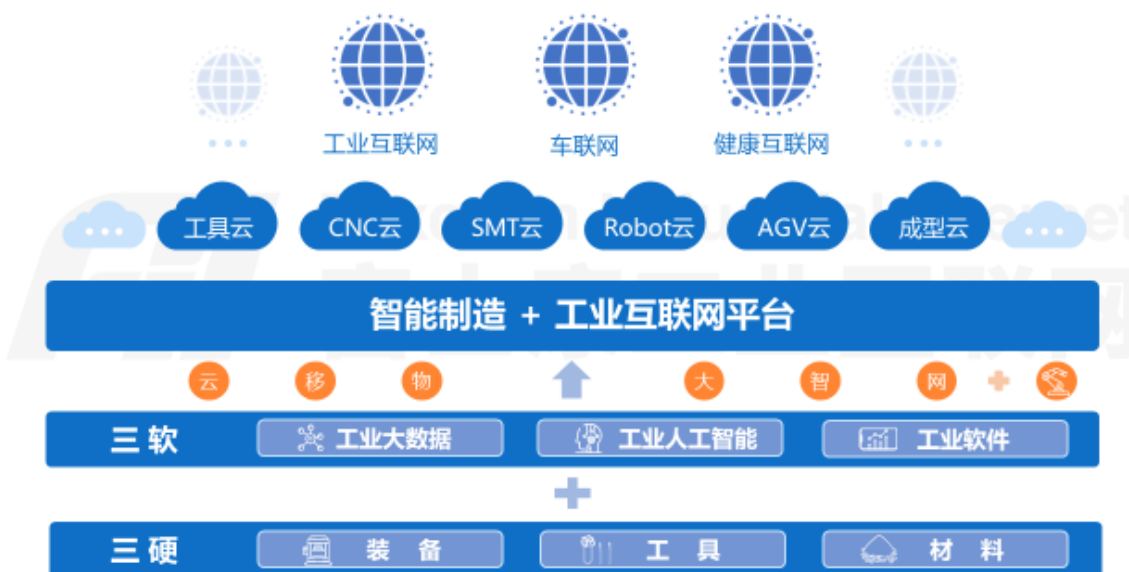 工业互联网 车联网 健康互联网
工具云 CNC云 SMT云 Robot云 AGV云 成型云
智能制造 + 工业互联网平台
云 移 物 大 智 网 +
三软 工业大数据 工业人工智能 工业软件
+
三硬 装备 工具 材料